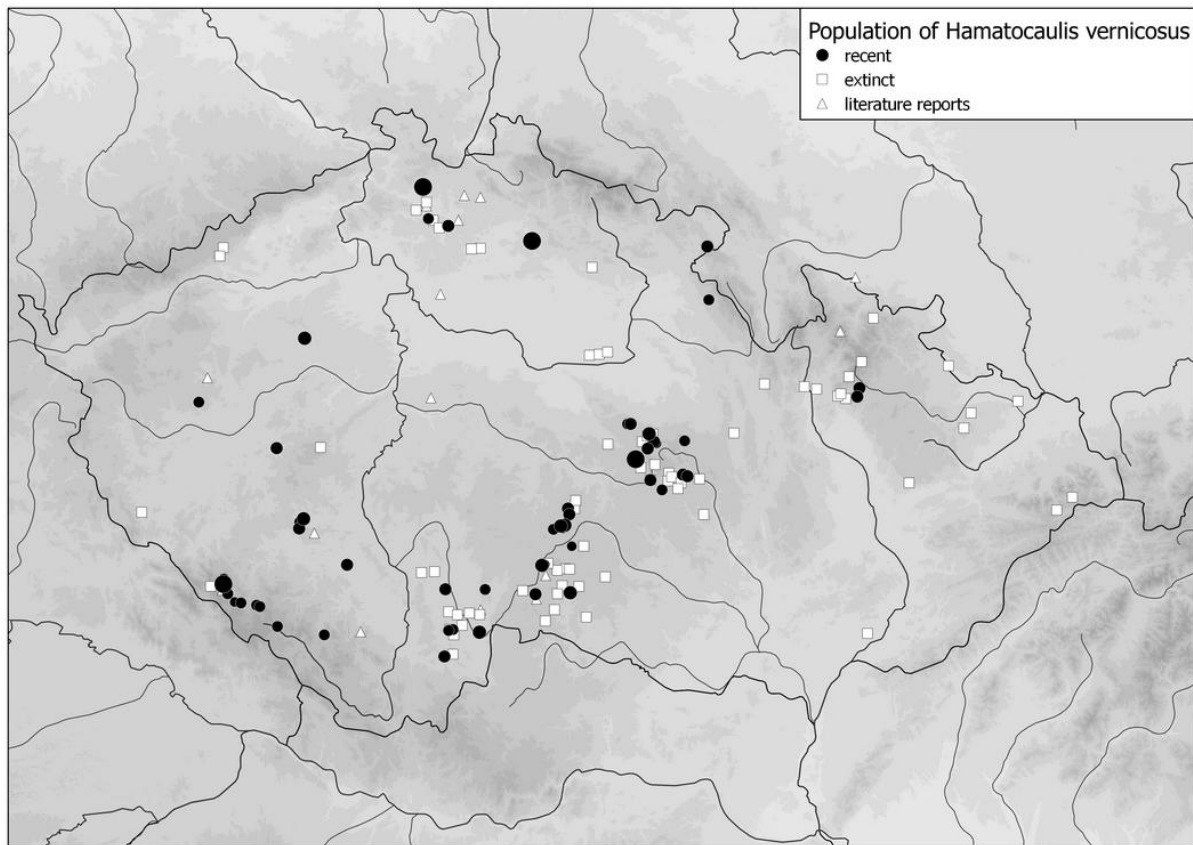 Population of Hamatocaulis vernicosus
recent
extinct
literature reports